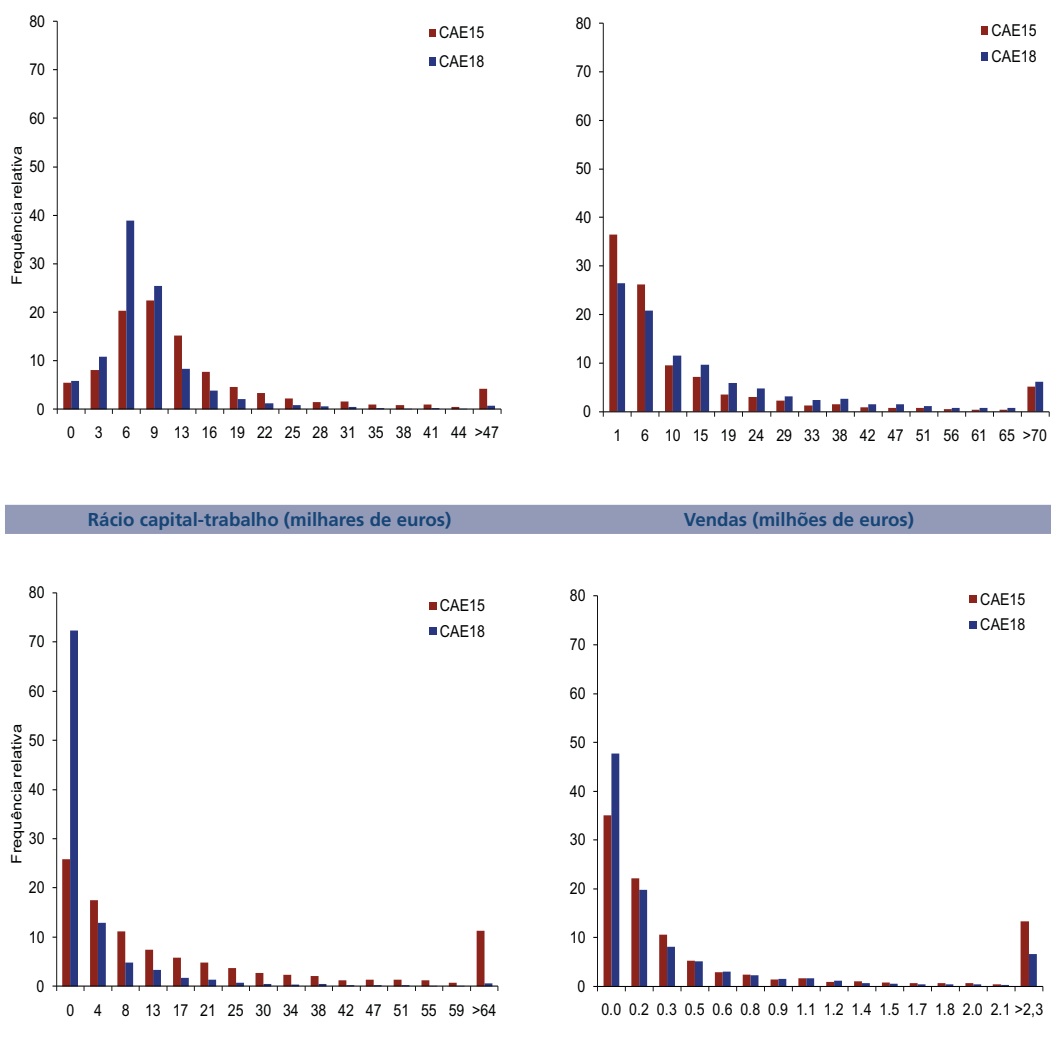 80
70
60
50
40
30
20
10
0
Frequência relativa
CAE15
CAE18
0 3 6 9 13 16 19 22 25 28 31 35 38 41 44 >47
80
70
60
50
40
30
20
10
0
CAE15
CAE18
1 6 10 15 19 24 29 33 38 42 47 51 56 61 65 >70
Rácio capital-trabalho (milhares de euros)
Vendas (milhões de euros)
80
70
60
50
40
30
20
10
0
Frequência relativa
CAE15
CAE18
0 4 8 13 17 21 25 30 34 38 42 47 51 55 59 >64
80
70
60
50
40
30
20
10
0
CAE15
CAE18
0.0 0.2 0.3 0.5 0.6 0.8 0.9 1.1 1.2 1.4 1.5 1.7 1.8 2.0 2.1 >2,3